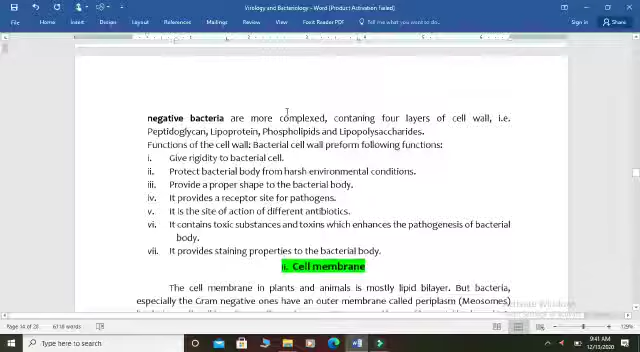 Virology and Bacteriology - Word (Product Activation Failed)
File Home Insert Design Layout References Mailings Review View Foxit Reader PDF Tell me what you want to do... Sign in Share
negative bacteria are more complexed, contaning four layers of cell wall, i.e.
Peptidoglycan, Lipoprotein, Phospholipids and Lipopolysaccharides.
Functions of the cell wall: Bacterial cell wall preform following functions:
i. Give rigidity to bacterial cell.
ii. Protect bacterial body from harsh environmental conditions.
iii. Provide a proper shape to the bacterial body.
iv. It provides a receptor site for pathogens.
v. It is the site of action of different antibiotics.
vi. It contains toxic substances and toxins which enhances the pathogenesis of bacterial
body.
vii. It provides staining properties to the bacterial body.
ii. Cell membrane
The cell membrane in plants and animals is mostly lipid bilayer. But bacteria,
especially the Gram negative ones have an outer membrane called periplasm (Meosomes)
Activate Windows
Page 14 of 28 6118 words 129%
Type here to search
9:41 AM
12/13/2020